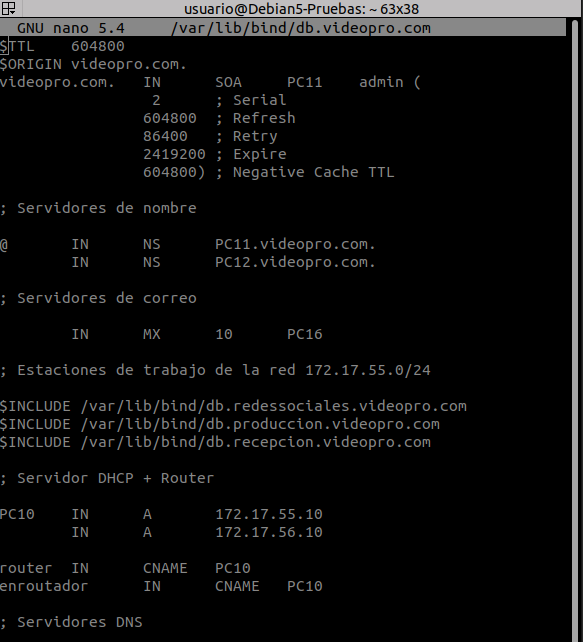 usuario@Debian5-Pruebas: ~ 63x38
GNU nano 5.4 /var/lib/bind/db.videopro.com
$TTL 604800
$ORIGIN videopro.com.
videopro.com. IN SOA PC11 admin (
2 ; Serial
604800 ; Refresh
86400 ; Retry
2419200 ; Expire
604800) ; Negative Cache TTL
; Servidores de nombre
@ IN NS PC11.videopro.com.
IN NS PC12.videopro.com.
; Servidores de correo
IN MX 10 PC16
; Estaciones de trabajo de la red 172.17.55.0/24
$INCLUDE /var/lib/bind/db.redessociales.videopro.com
$INCLUDE /var/lib/bind/db.produccion.videopro.com
$INCLUDE /var/lib/bind/db.recepcion.videopro.com
; Servidor DHCP + Router
PC10 IN A 172.17.55.10
IN A 172.17.56.10
router IN CNAME PC10
enroutador IN CNAME PC10
; Servidores DNS